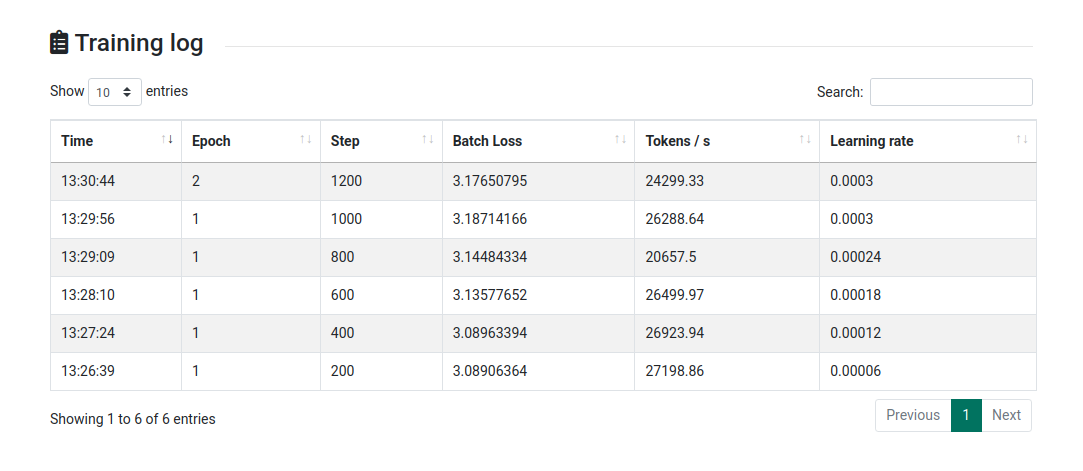 Training log
Show 10 entries
Search:
Time Epoch Step Batch Loss Tokens / s Learning rate
13:30:44 2 1200 3.17650795 24299.33 0.0003
13:29:56 1 1000 3.18714166 26288.64 0.0003
13:29:09 1 800 3.14484334 20657.5 0.00024
13:28:10 1 600 3.13577652 26499.97 0.00018
13:27:24 1 400 3.08963394 26923.94 0.00012
13:26:39 1 200 3.08906364 27198.86 0.00006
Showing 1 to 6 of 6 entries
Previous 1 Next